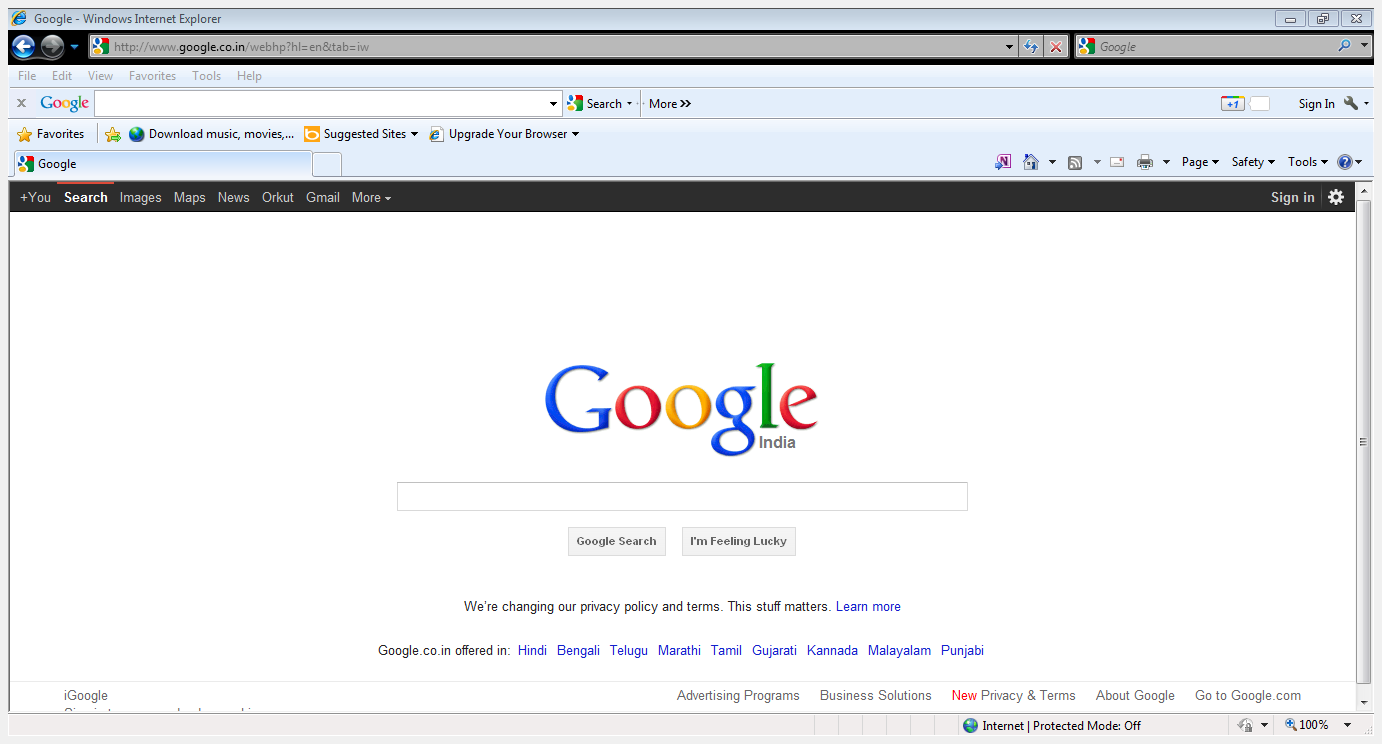 Google - Windows Internet Explorer
http://www.google.co.in/webhp?hl=en&tab=iw Google
File Edit View Favorites Tools Help
x Google Search More » +1 Sign In
Favorites Download music, movies,... Suggested Sites Upgrade Your Browser
Google Page Safety Tools
+You Search Images Maps News Orkut Gmail More Sign in
Google
India
Google Search I'm Feeling Lucky
We're changing our privacy policy and terms. This stuff matters. Learn more
Google.co.in offered in: Hindi Bengali Telugu Marathi Tamil Gujarati Kannada Malayalam Punjabi
iGoogle Advertising Programs Business Solutions New Privacy & Terms About Google Go to Google.com
Internet | Protected Mode: Off 100%